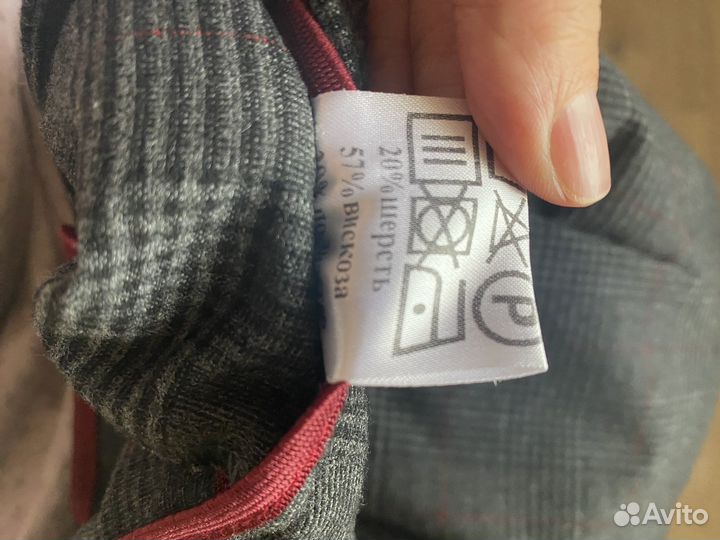 20% шерсть
57% вискоза
P
Avito